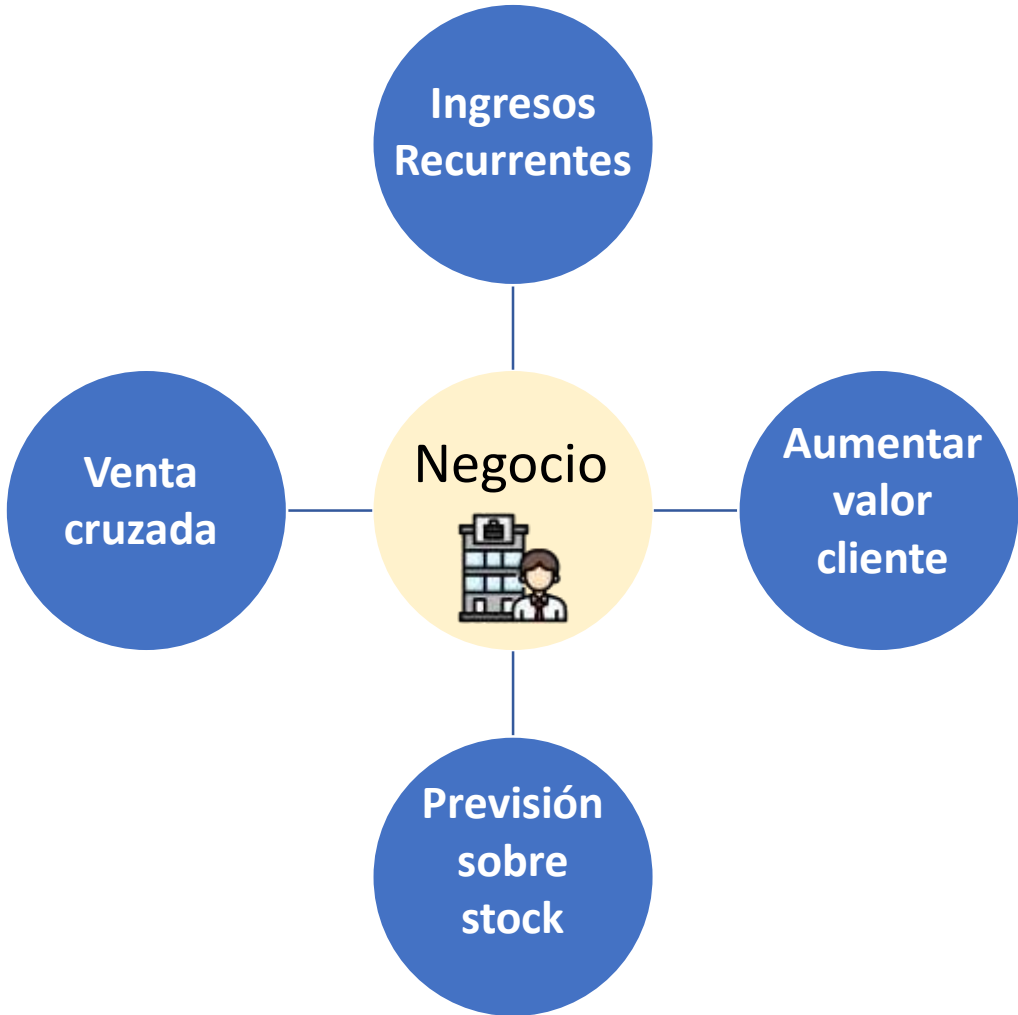 Ingresos
Recurrentes
Venta
cruzada
Negocio
Aumentar
valor
cliente
Previsión
sobre
stock